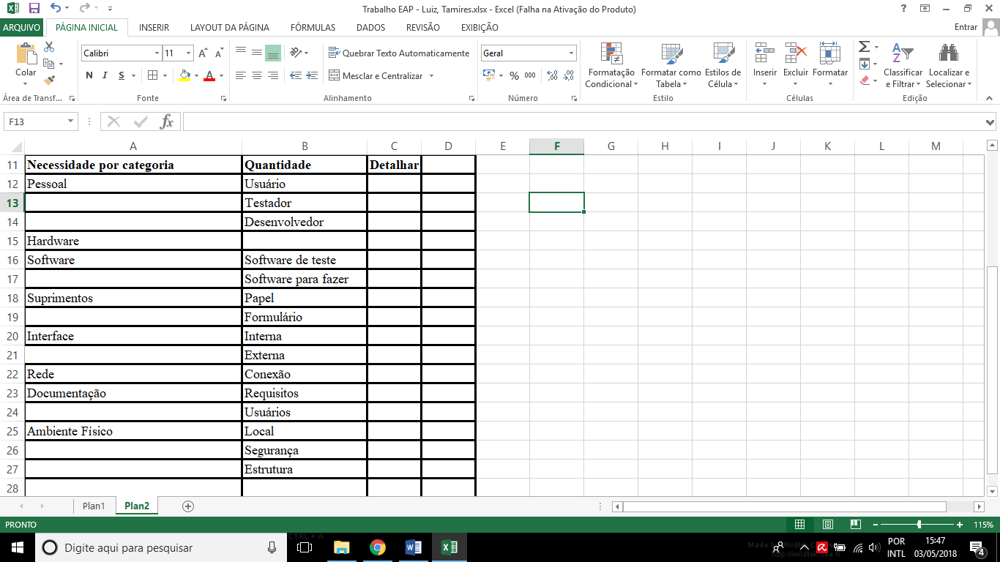 Trabalho EAP - Luiz, Tamires.xlsx - Excel (Falha na Ativação do Produto)
ARQUIVO PÁGINA INICIAL INSERIR LAYOUT DA PÁGINA FÓRMULAS DADOS REVISÃO EXIBIÇÃO Entrar
Colar
Área de Transf...
Calibri 11
N I S
Fonte
Quebrar Texto Automaticamente
Mesclar e Centralizar
Alinhamento
Geral
% 000
Número
Formatação Condicional
Formatar como Tabela
Estilos de Célula
Estilo
Inserir Excluir Formatar
Células
Classificar e Filtrar
Localizar e Selecionar
Edição
F13 fx
A B C D E F G H I J K L M
11 Necessidade por categoria Quantidade Detalhar
12 Pessoal Usuário
13 Testador
14 Desenvolvedor
15 Hardware
16 Software Software de teste
17 Software para fazer
18 Suprimentos Papel
19 Formulário
20 Interface Interna
21 Externa
22 Rede Conexão
23 Documentação Requisitos
24 Usuários
25 Ambiente Físico Local
26 Segurança
27 Estrutura
28
Plan1 Plan2
PRONTO 115%
CTRL + A
Digite aqui para pesquisar
POR 15:47
INTL 03/05/2018 4